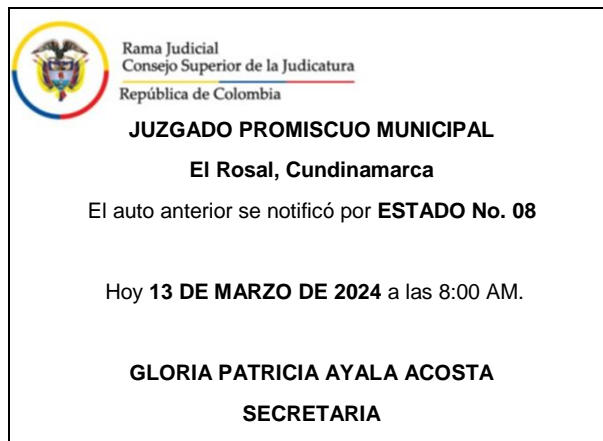 Rama Judicial
Consejo Superior de la Judicatura
República de Colombia
JUZGADO PROMISCUO MUNICIPAL
El Rosal, Cundinamarca
El auto anterior se notificó por ESTADO No. 08
Hoy 13 DE MARZO DE 2024 a las 8:00 AM.
GLORIA PATRICIA AYALA ACOSTA
SECRETARIA